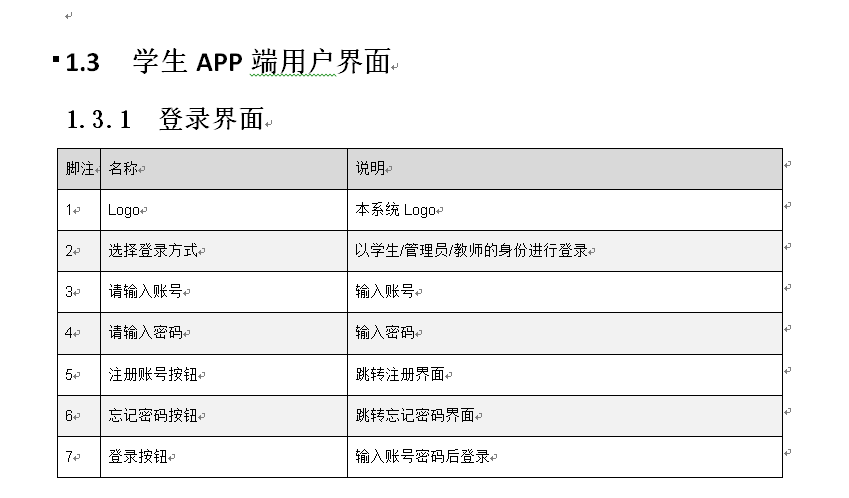 1.3 学生 APP 端用户界面
1.3.1 登录界面
脚注 名称 说明
1 Logo 本系统 Logo
2 选择登录方式 以学生/管理员/教师的身份进行登录
3 请输入账号 输入账号
4 请输入密码 输入密码
5 注册账号按钮 跳转注册界面
6 忘记密码按钮 跳转忘记密码界面
7 登录按钮 输入账号密码后登录